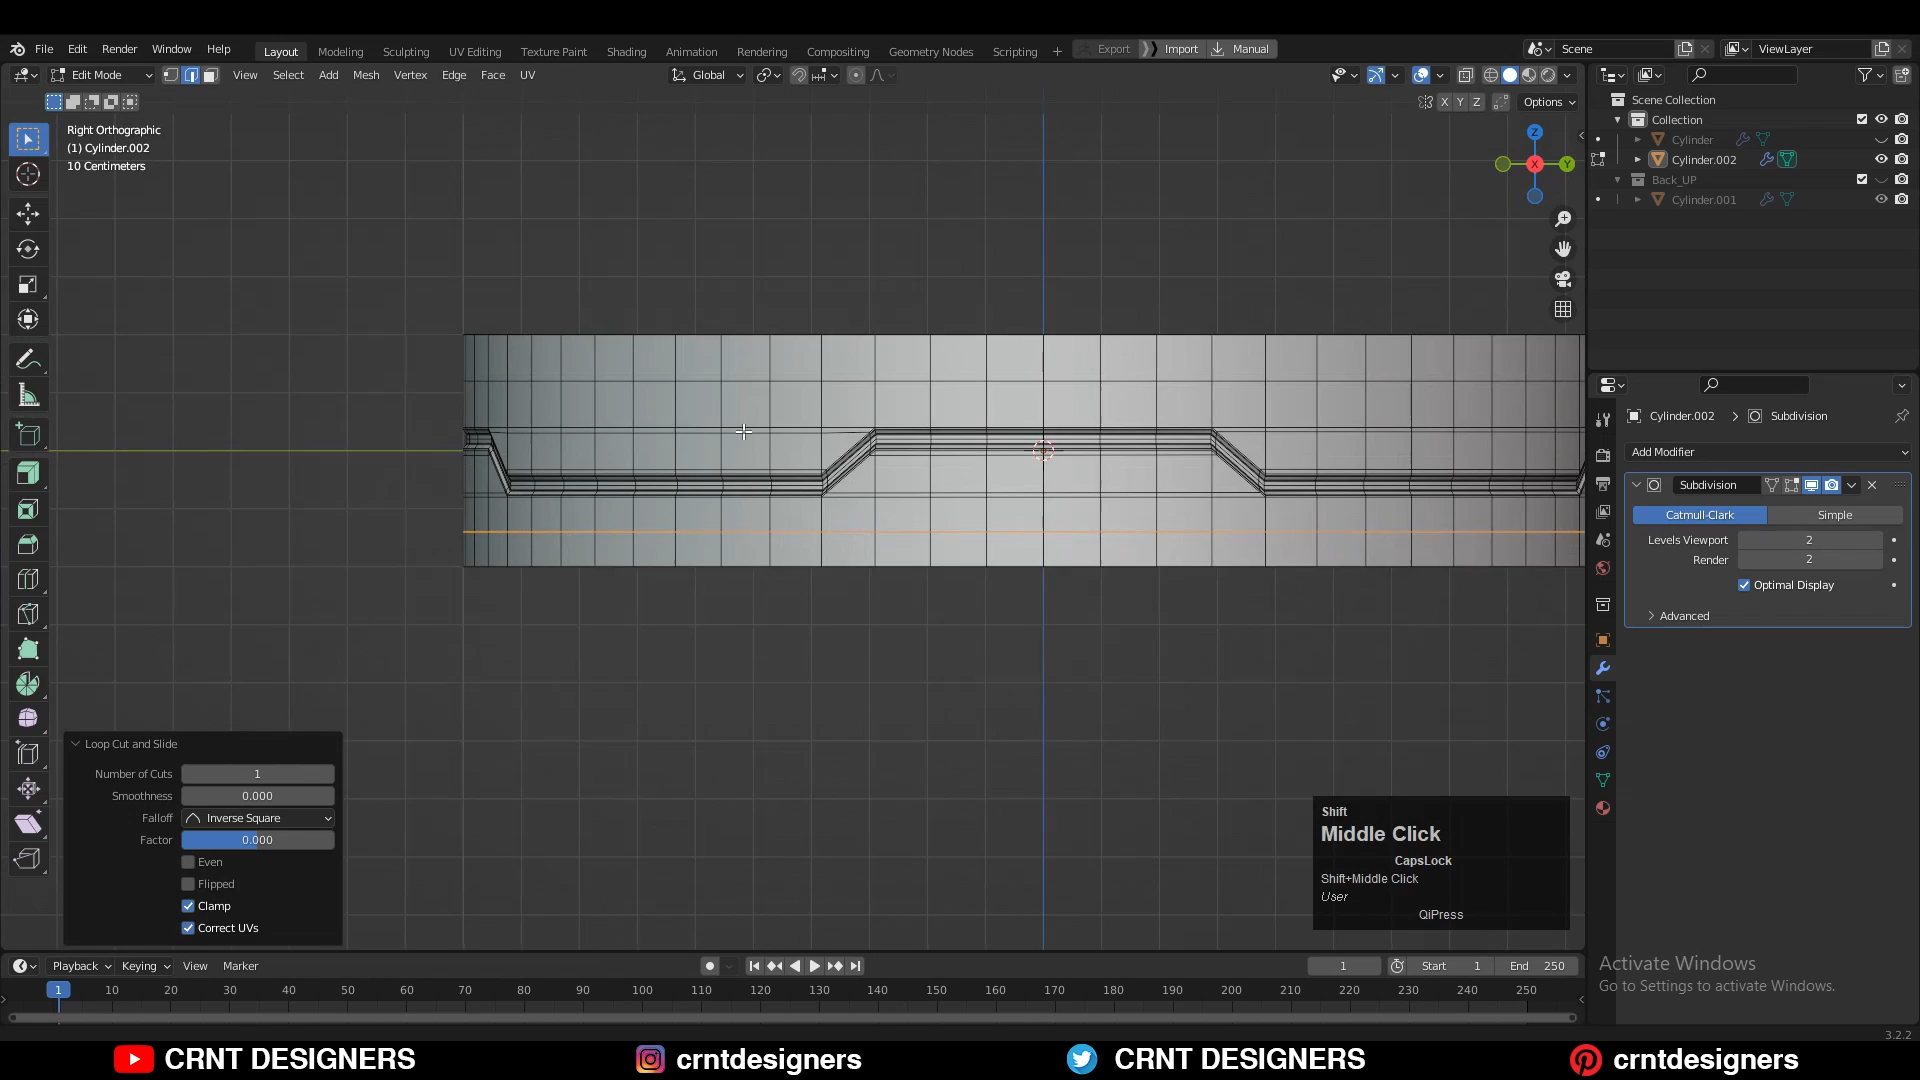 File Edit Render Window Help Layout Modeling Sculpting UV Editing Texture Paint Shading Animation Rendering Compositing Geometry Nodes Scripting + Export Import Manual Scene ViewLayer
Edit Mode View Select Add Mesh Vertex Edge Face UV Global
X Y Z Options
Right Orthographic
(1) Cylinder.002
10 Centimeters
Z
X
Y
Scene Collection
Collection
Cylinder
Cylinder.002
Back_UP
Cylinder.001
Cylinder.002 > Subdivision
Add Modifier
Subdivision
Catmull-Clark Simple
Levels Viewport 2
Render 2
Optimal Display
Advanced
Loop Cut and Slide
Number of Cuts 1
Smoothness 0.000
Falloff Inverse Square
Factor 0.000
Even
Flipped
Clamp
Correct UVs
Shift
Middle Click
CapsLock
Shift+Middle Click
User
QiPress
Activate Windows
Go to Settings to activate Windows.
Playback Keying View Marker 1 Start 1 End 250
1 10 20 30 40 50 60 70 80 90 100 110 120 130 140 150 160 170 180 190 200 210 220 230 240 250
3.2.2
CRNT DESIGNERS crntdesigners CRNT DESIGNERS crntdesigners